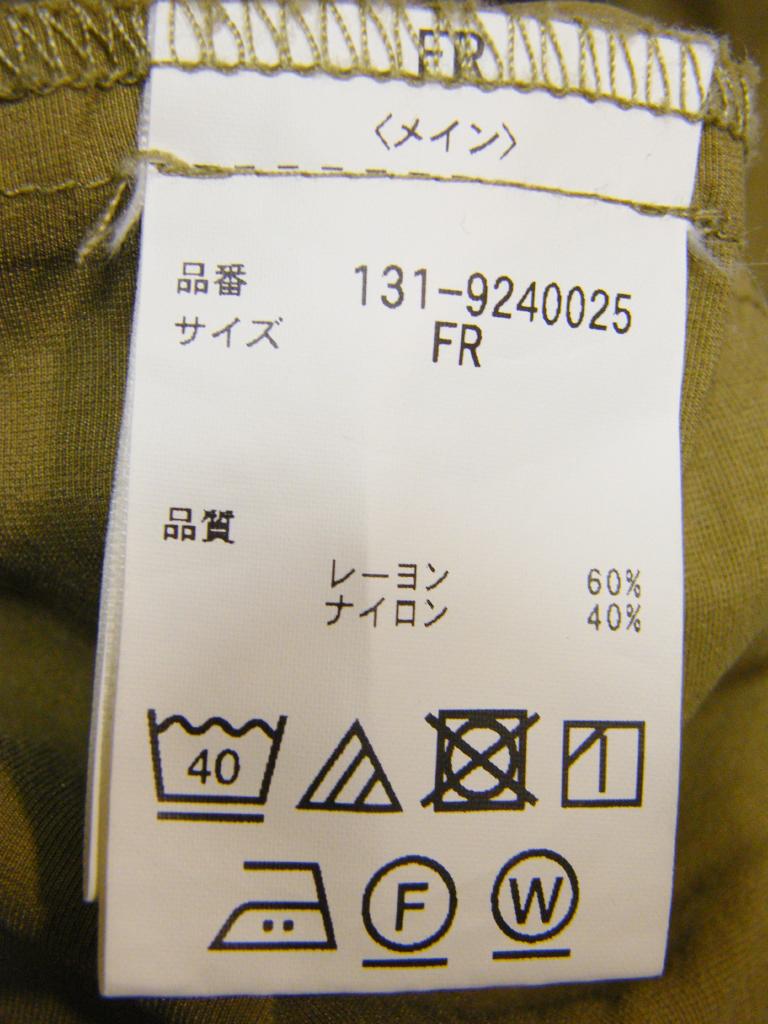 FR
〈メイン〉
品番 131-9240025
サイズ FR
品質
レーヨン 60%
ナイロン 40%
40
F W